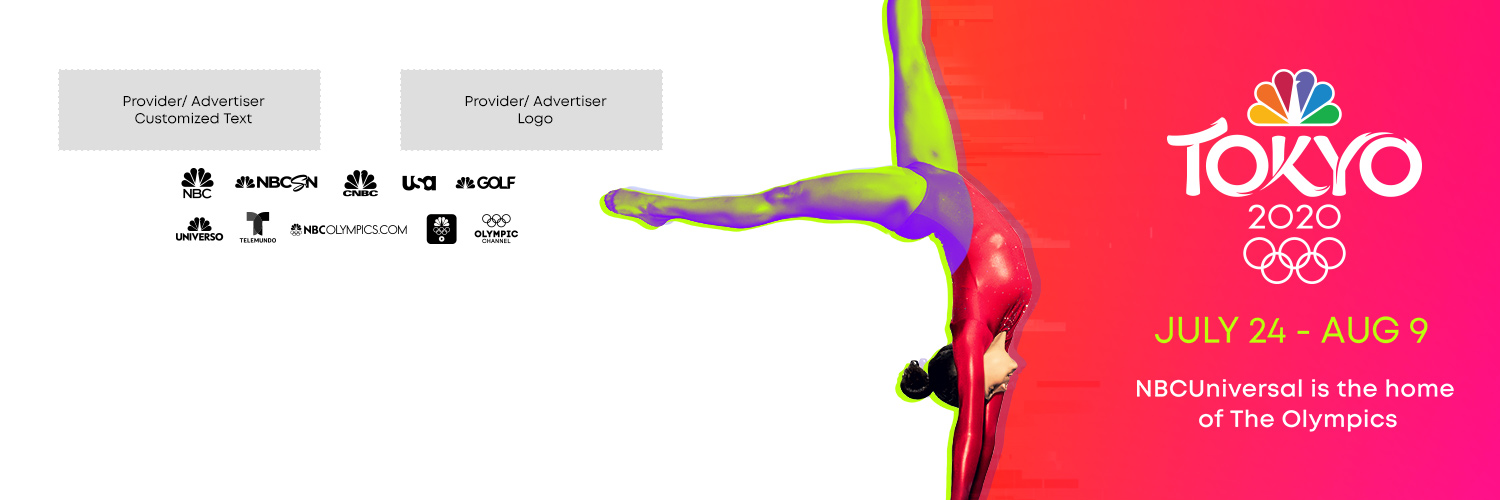 Provider/ Advertiser
Customized Text
Provider/ Advertiser
Logo
NBC
NBCSN
CNBC
USA
GOLF
UNIVERSO
TELEMUNDO
NBCOLYMPICS.COM
OLYMPIC
CHANNEL
TOKYO
2020
JULY 24 - AUG 9
NBCUniversal is the home
of The Olympics